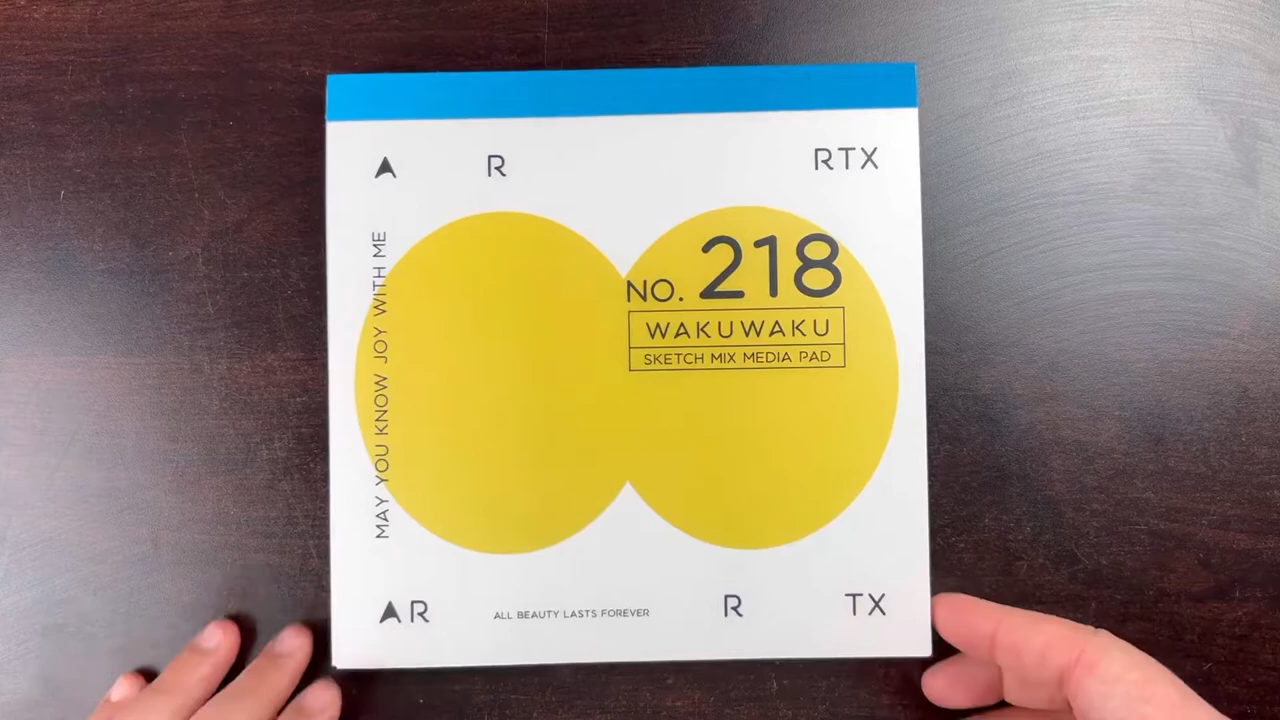 A R RTX
MAY YOU KNOW JOY WITH ME
NO. 218
WAKUWAKU
SKETCH MIX MEDIA PAD
AR ALL BEAUTY LASTS FOREVER R TX